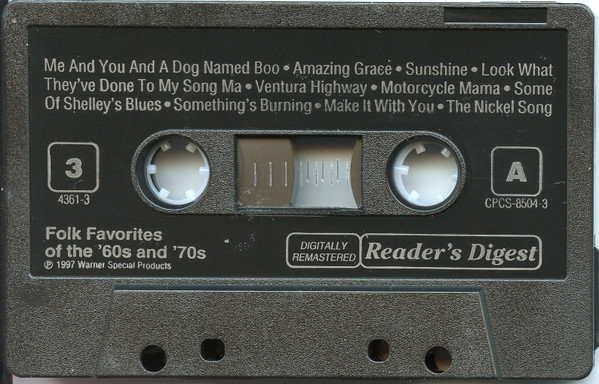 Me And You And A Dog Named Boo • Amazing Grace • Sunshine • Look What
They've Done To My Song Ma • Ventura Highway • Motorcycle Mama • Some
Of Shelley's Blues • Something's Burning • Make It With You • The Nickel Song
3
4361-3
A
CPCS-8504-3
Folk Favorites
of the '60s and '70s
℗ 1997 Warner Special Products
DIGITALLY
REMASTERED
Reader's Digest